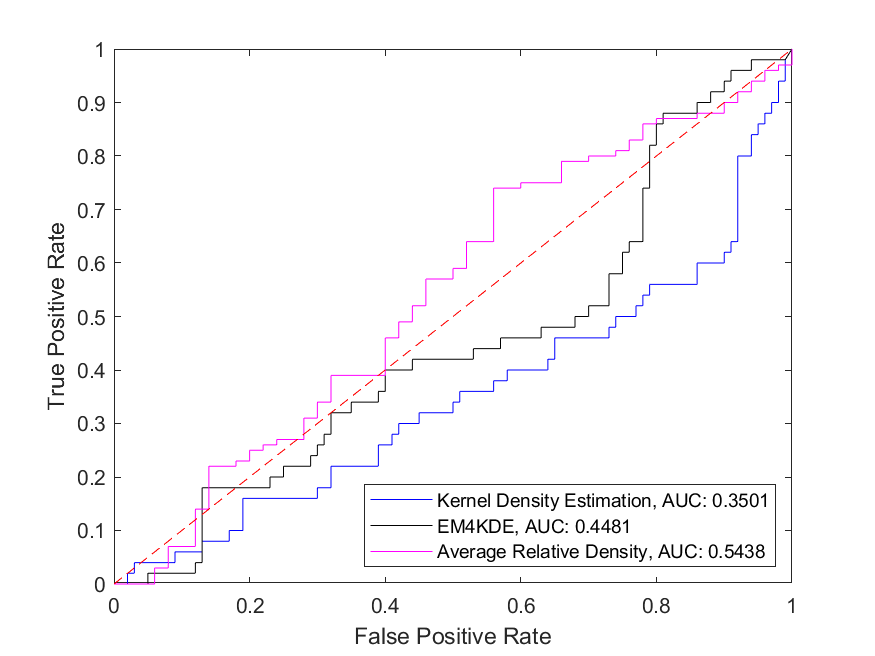 1
0.9
0.8
0.7
0.6
0.5
0.4
0.3
0.2
0.1
0
True Positive Rate
Kernel Density Estimation, AUC: 0.3501
EM4KDE, AUC: 0.4481
Average Relative Density, AUC: 0.5438
0 0.2 0.4 0.6 0.8 1
False Positive Rate